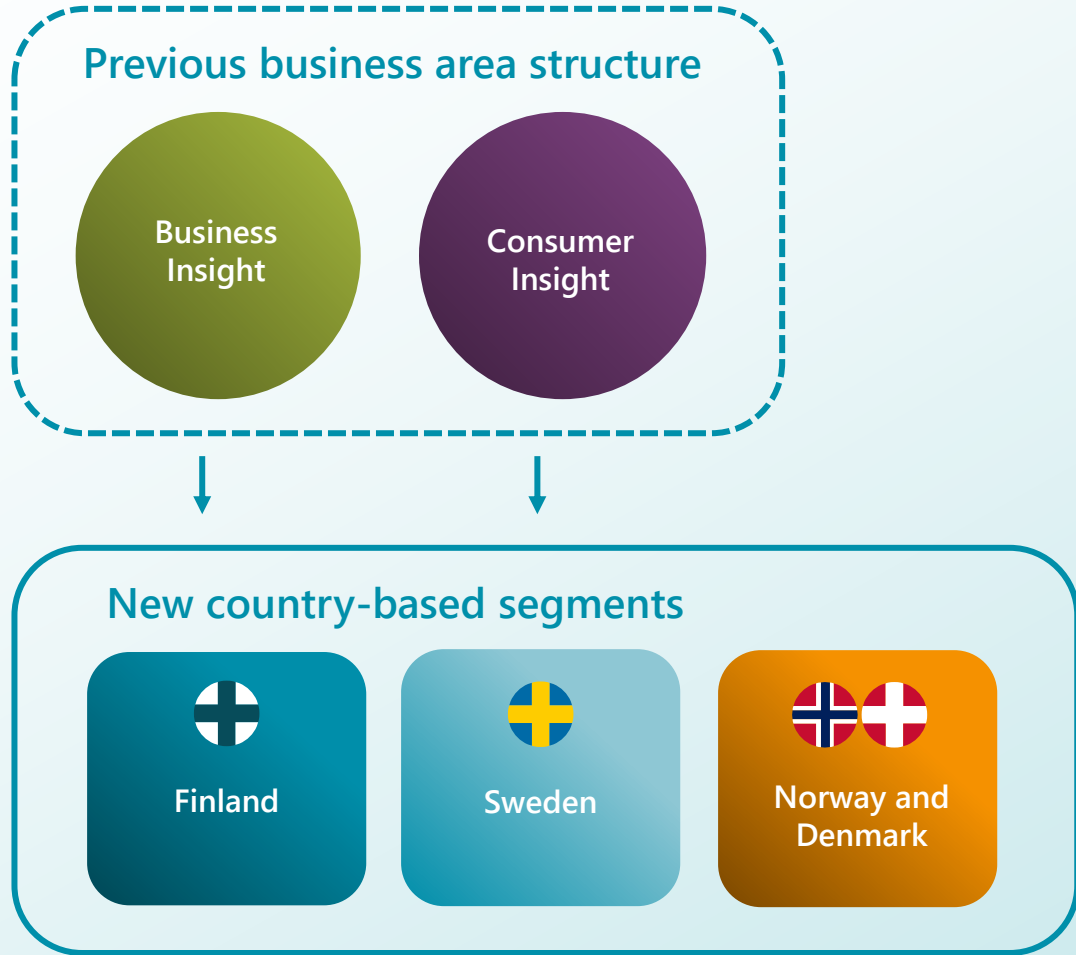 Previous business area structure
Business
Insight
Consumer
Insight
New country-based segments
Finland
Sweden
Norway and
Denmark